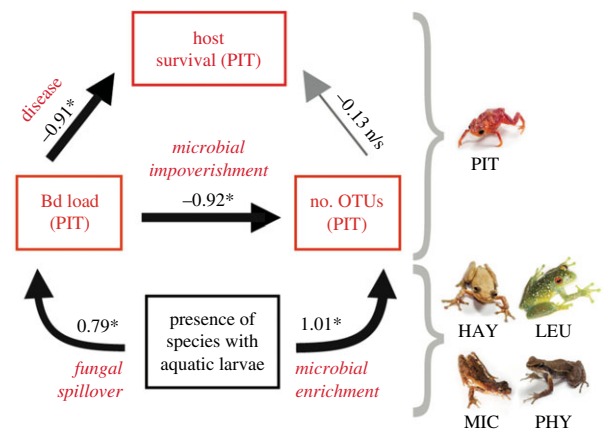 host
survival (PIT)
disease
–0.91*
–0.13 n/s
microbial
impoverishment
PIT
Bd load
(PIT)
–0.92*
no. OTUs
(PIT)
0.79*
presence of
species with
aquatic larvae
1.01*
fungal
spillover
microbial
enrichment
HAY
LEU
MIC
PHY